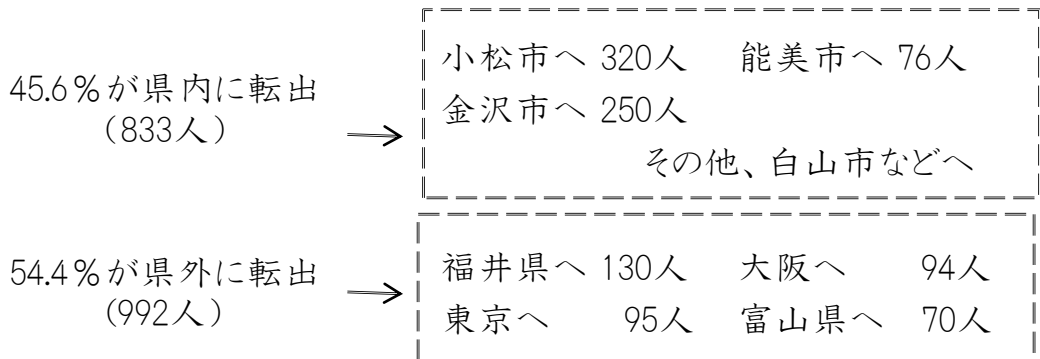 45.6％が県内に転出
（833人）
小松市へ 320人　能美市へ 76人
金沢市へ 250人
その他、白山市などへ
54.4％が県外に転出
(992人）
福井県へ 130人　大阪へ　94人
東京へ　95人　富山県へ　70人